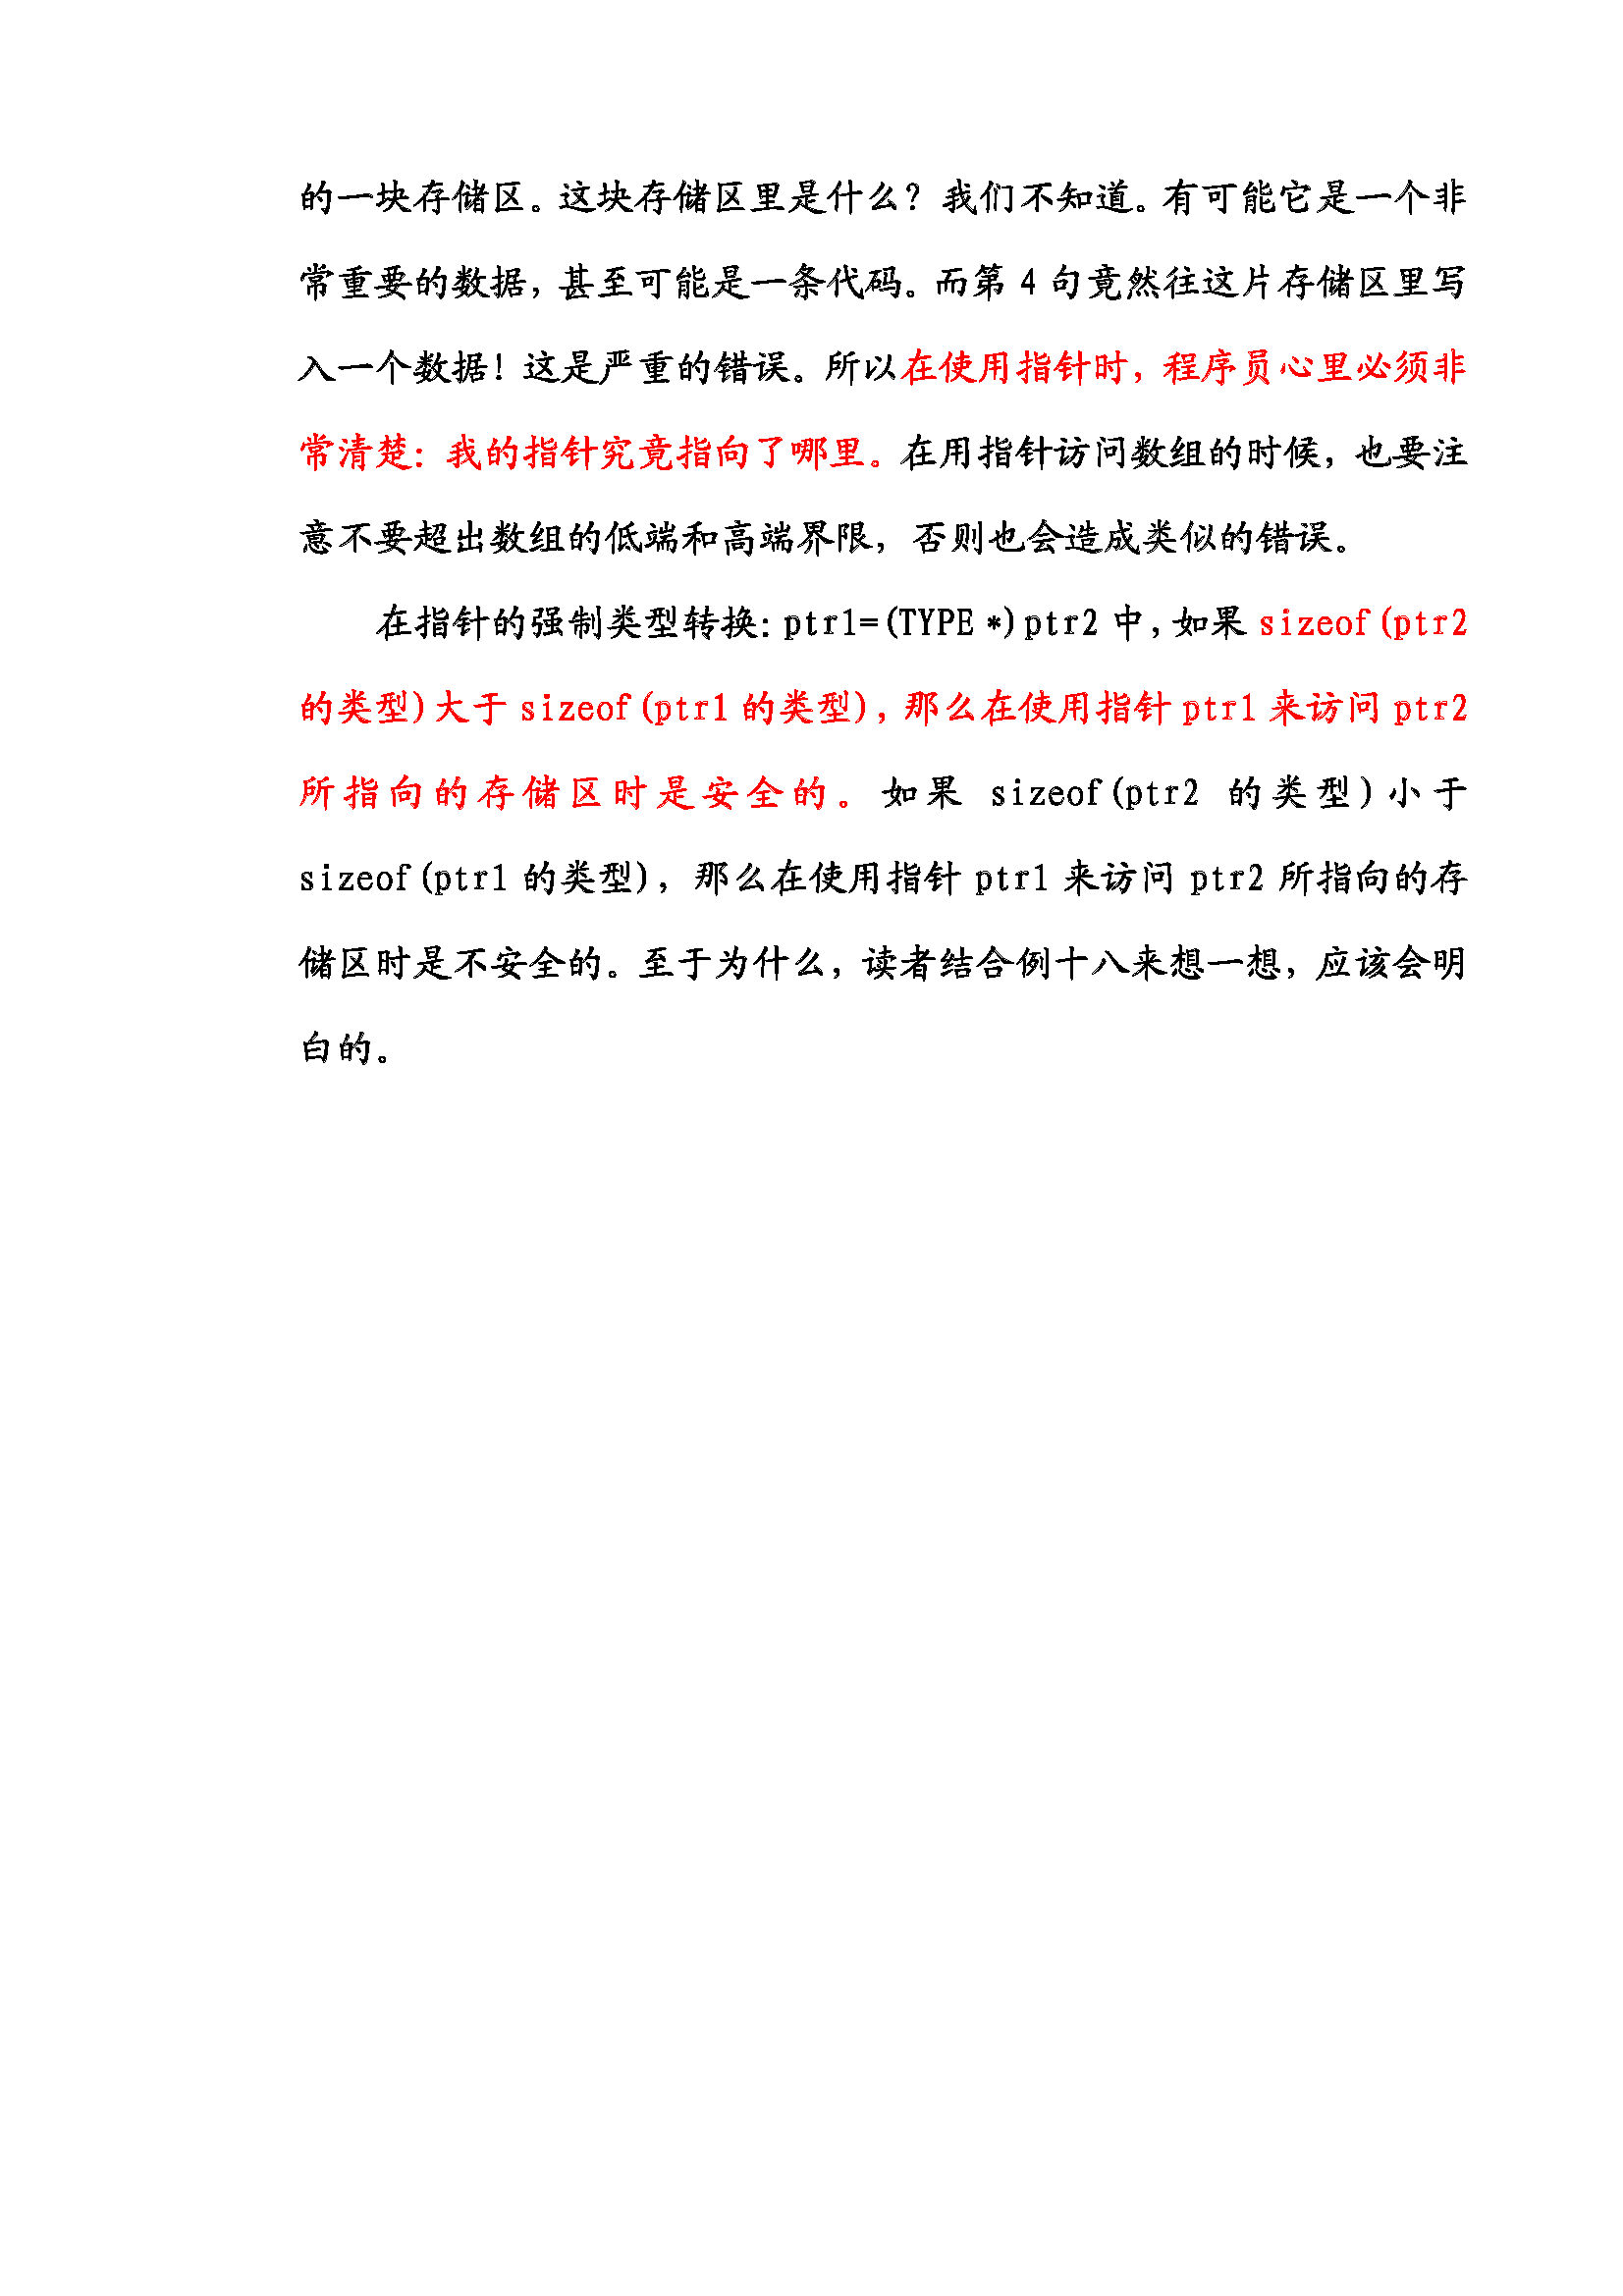 的一块存储区。这块存储区里是什么？我们不知道。有可能它是一个非
常重要的数据，甚至可能是一条代码。而第 4 句竟然往这片存储区里写
入一个数据！这是严重的错误。所以在使用指针时，程序员心里必须非
常清楚：我的指针究竟指向了哪里。在用指针访问数组的时候，也要注
意不要超出数组的低端和高端界限，否则也会造成类似的错误。
在指针的强制类型转换：ptr1=(TYPE *)ptr2 中，如果 sizeof(ptr2
的类型)大于 sizeof(ptr1 的类型)，那么在使用指针 ptr1 来访问 ptr2
所指向的存储区时是安全的。如果 sizeof(ptr2 的类型)小于
sizeof(ptr1 的类型)，那么在使用指针 ptr1 来访问 ptr2 所指向的存
储区时是不安全的。至于为什么，读者结合例十八来想一想，应该会明
白的。